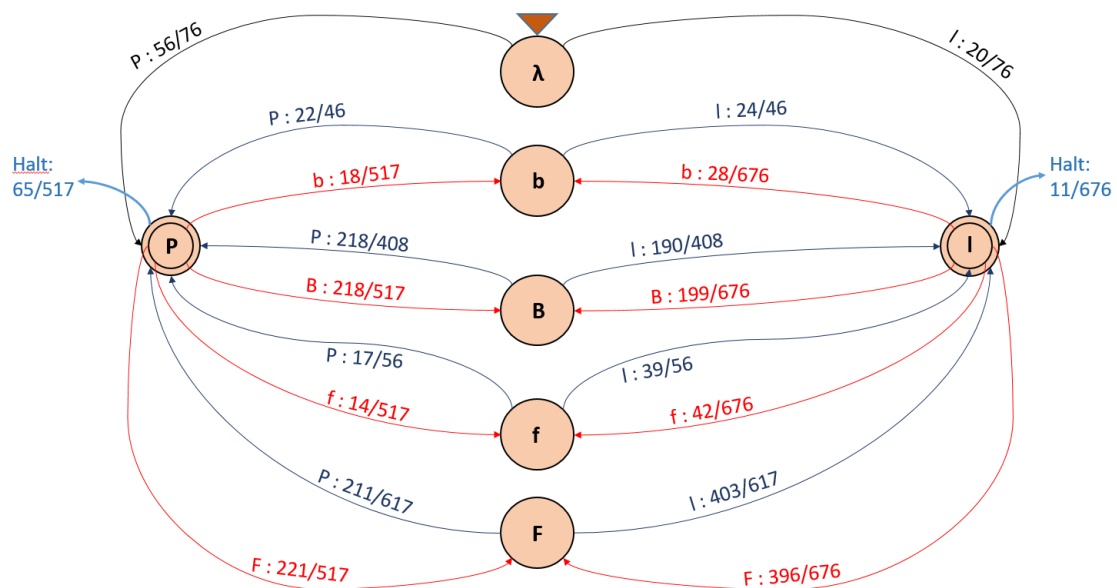 λ
P : 56/76
l : 20/76
P : 22/46
l : 24/46
Halt:
65/517
Halt:
11/676
b : 18/517
b
b : 28/676
P
l
P : 218/408
l : 190/408
B : 218/517
B
B : 199/676
P : 17/56
l : 39/56
f : 14/517
f
f : 42/676
P : 211/617
l : 403/617
F
F : 221/517
F : 396/676